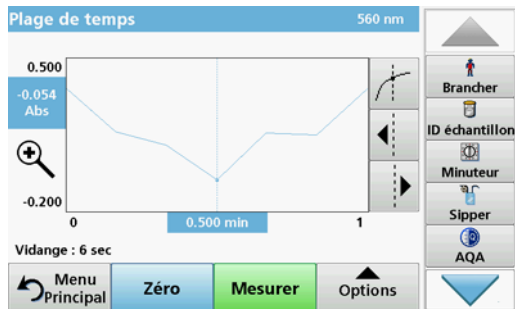 Plage de temps
560 nm
0.500
-0.054
Abs
-0.200
0
0.500 min
1
Vidange : 6 sec
Menu
Principal
Zéro
Mesurer
Options
Brancher
ID échantillon
Minuteur
Sipper
AQA